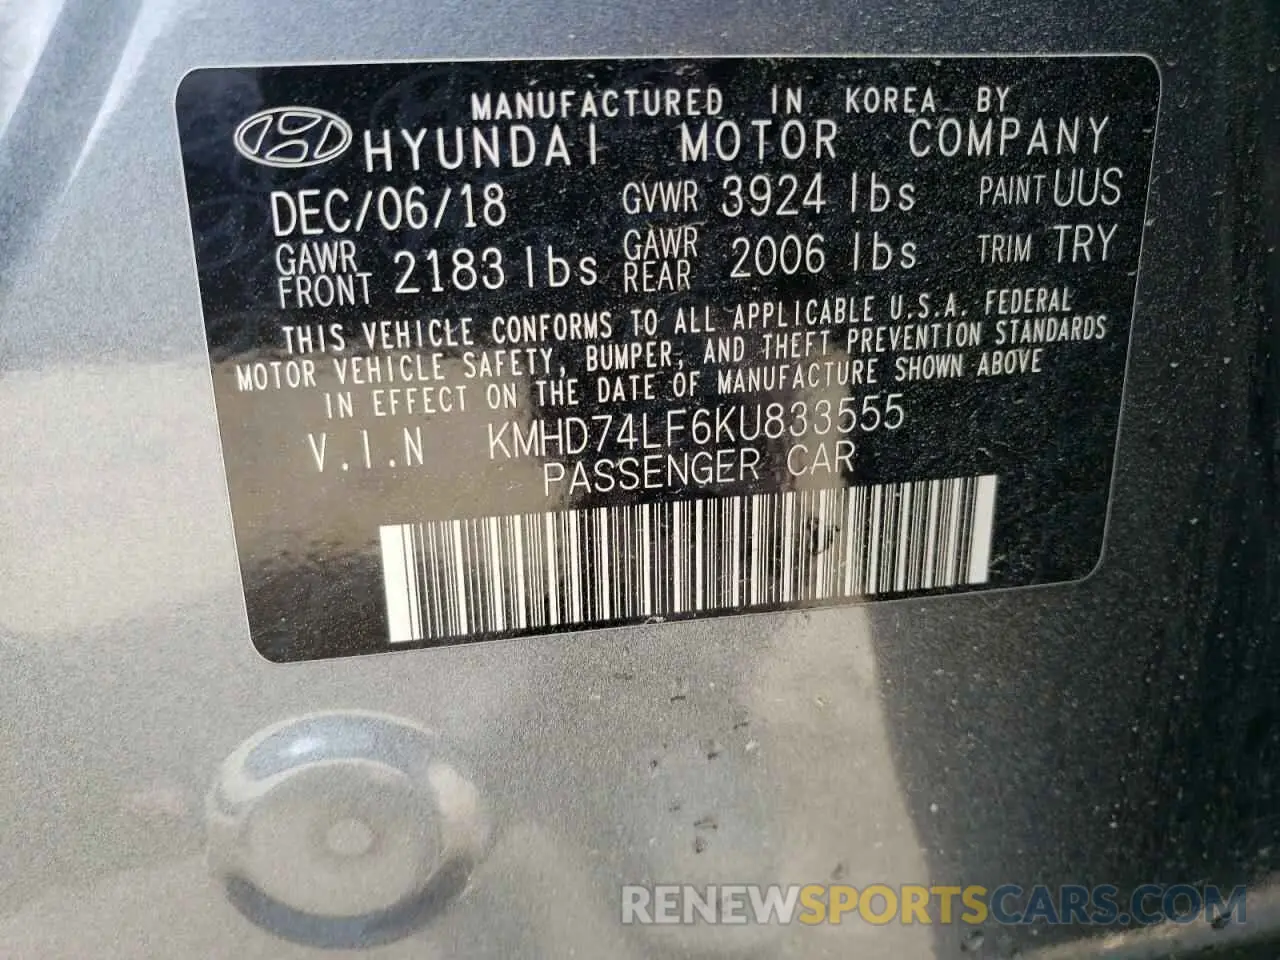 MANUFACTURED IN KOREA BY
HYUNDAI MOTOR COMPANY
DEC/06/18 GVWR 3924 lbs PAINT UUS
GAWR FRONT 2183 lbs GAWR REAR 2006 lbs TRIM TRY
THIS VEHICLE CONFORMS TO ALL APPLICABLE U.S.A. FEDERAL
MOTOR VEHICLE SAFETY, BUMPER, AND THEFT PREVENTION STANDARDS
IN EFFECT ON THE DATE OF MANUFACTURE SHOWN ABOVE
V.I.N KMHD74LF6KU833555
PASSENGER CAR
RENEWSPORTSCARS.COM